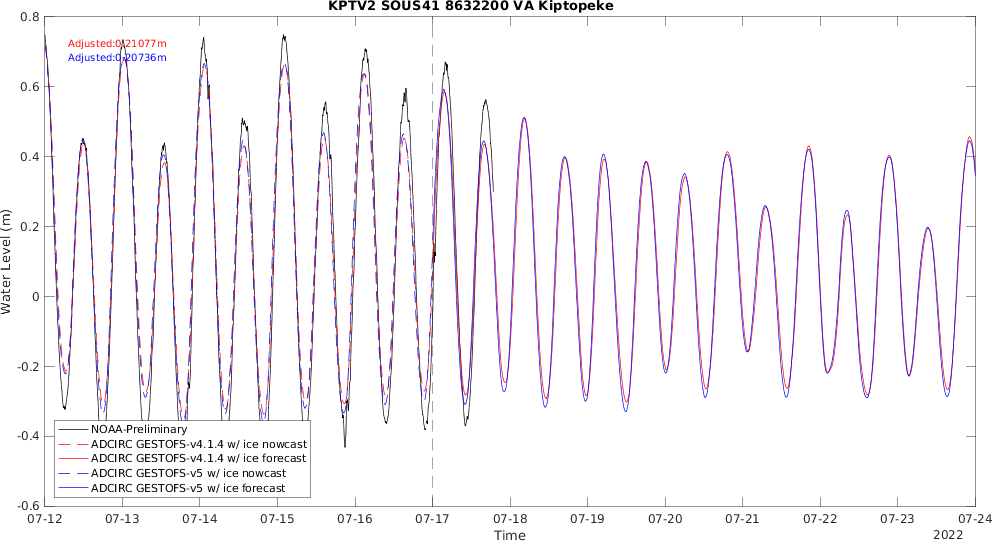 KPTV2 SOUS41 8632200 VA Kiptopeke
Adjusted:0.21077m
Adjusted:0.20736m
Water Level (m)
0.8
0.6
0.4
0.2
0
-0.2
-0.4
-0.6
NOAA-Preliminary
ADCIRC GESTOFS-v4.1.4 w/ ice nowcast
ADCIRC GESTOFS-v4.1.4 w/ ice forecast
ADCIRC GESTOFS-v5 w/ ice nowcast
ADCIRC GESTOFS-v5 w/ ice forecast
07-12 07-13 07-14 07-15 07-16 07-17 07-18 07-19 07-20 07-21 07-22 07-23 07-24
Time
2022